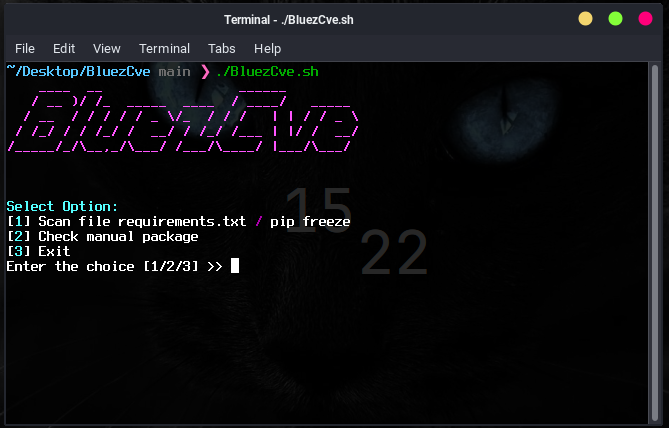 Terminal - ./BluezCve.sh
File Edit View Terminal Tabs Help
~/Desktop/BluezCve main ❯ ./BluezCve.sh
BluezCve
Select Option:
[1] Scan file requirements.txt / pip freeze
[2] Check manual package
[3] Exit
Enter the choice [1/2/3] >>
15
22